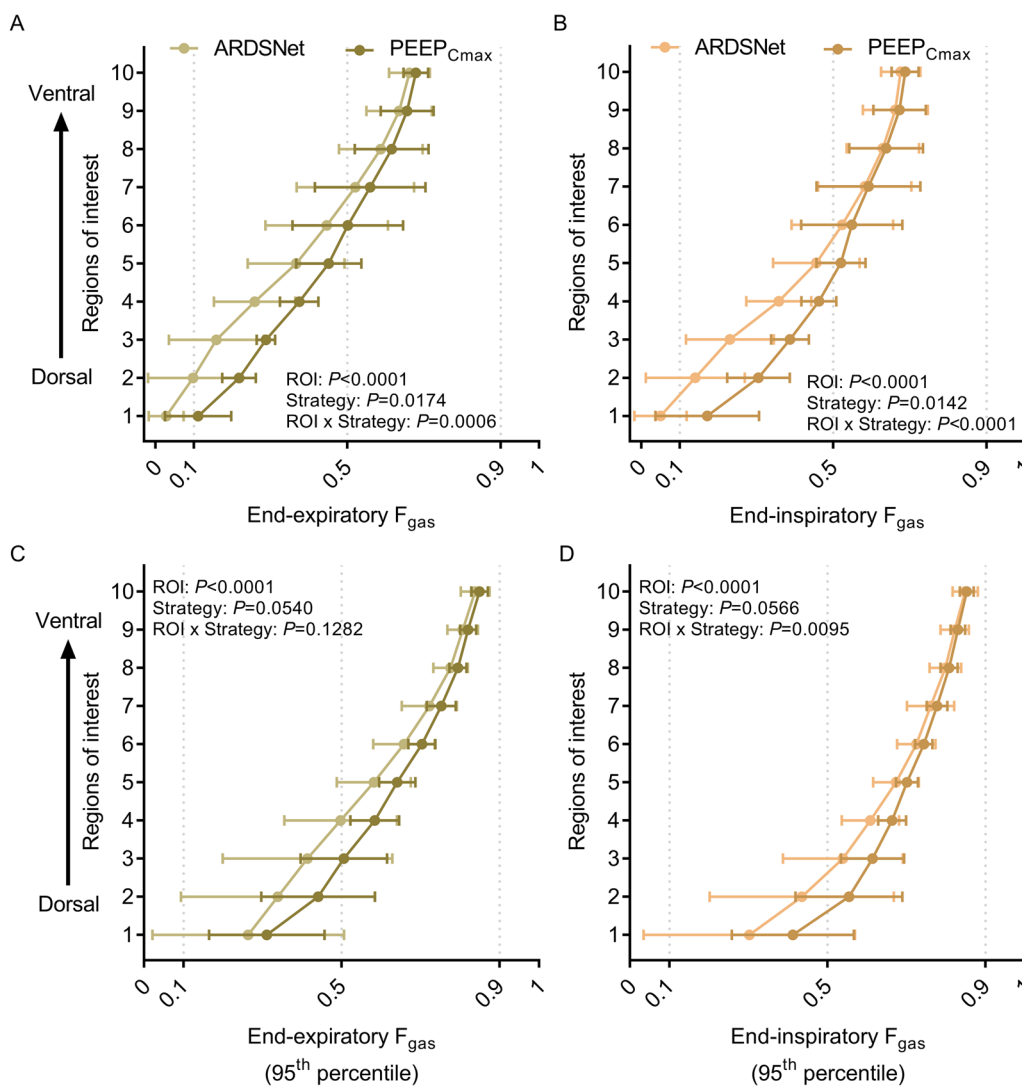 A
ARDSNet PEEPCmax
Ventral
Regions of interest
Dorsal
10
9
8
7
6
5
4
3
2
1
ROI: P<0.0001
Strategy: P=0.0174
ROI x Strategy: P=0.0006
0 0.1 0.5 0.9 1
End-expiratory Fgas
B
ARDSNet PEEPCmax
Regions of interest
10
9
8
7
6
5
4
3
2
1
ROI: P<0.0001
Strategy: P=0.0142
ROI x Strategy: P<0.0001
0 0.1 0.5 0.9 1
End-inspiratory Fgas
C
ROI: P<0.0001
Strategy: P=0.0540
ROI x Strategy: P=0.1282
Ventral
Regions of interest
Dorsal
10
9
8
7
6
5
4
3
2
1
0 0.1 0.5 0.9 1
End-expiratory Fgas
(95th percentile)
D
ROI: P<0.0001
Strategy: P=0.0566
ROI x Strategy: P=0.0095
Regions of interest
10
9
8
7
6
5
4
3
2
1
0 0.1 0.5 0.9 1
End-inspiratory Fgas
(95th percentile)